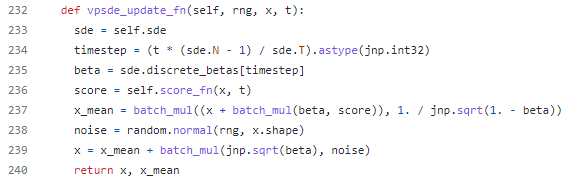 232 def vpsde_update_fn(self, rng, x, t):
233 sde = self.sde
234 timestep = (t * (sde.N - 1) / sde.T).astype(jnp.int32)
235 beta = sde.discrete_betas[timestep]
236 score = self.score_fn(x, t)
237 x_mean = batch_mul((x + batch_mul(beta, score)), 1. / jnp.sqrt(1. - beta))
238 noise = random.normal(rng, x.shape)
239 x = x_mean + batch_mul(jnp.sqrt(beta), noise)
240 return x, x_mean